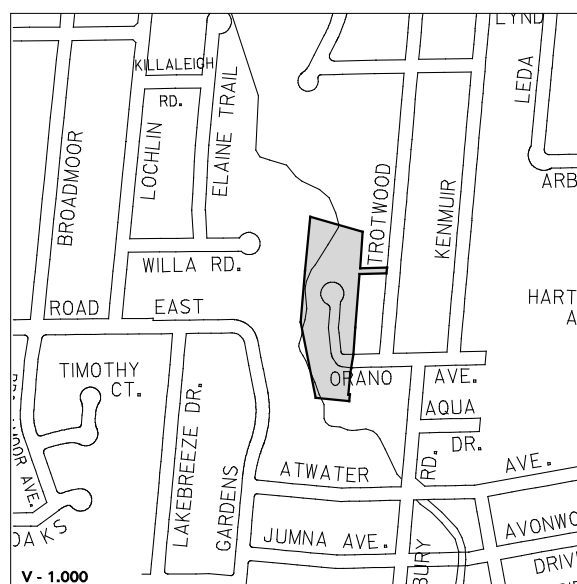 LYND
KILLALEIGH
RD.
LEDA
ELAINE TRAIL
LOCHLIN
BROADMOOR
TROTWOOD
KENMUIR
ARB
WILLA RD.
ROAD EAST
HART
A
TIMOTHY
CT.
ORANO AVE.
AQUA
DR.
LAKEBREEZE DR.
GARDENS
RD.
ATWATER AVE.
OAKS
JUMNA AVE.
AVONWO
BURY
DRIV
V - 1.000